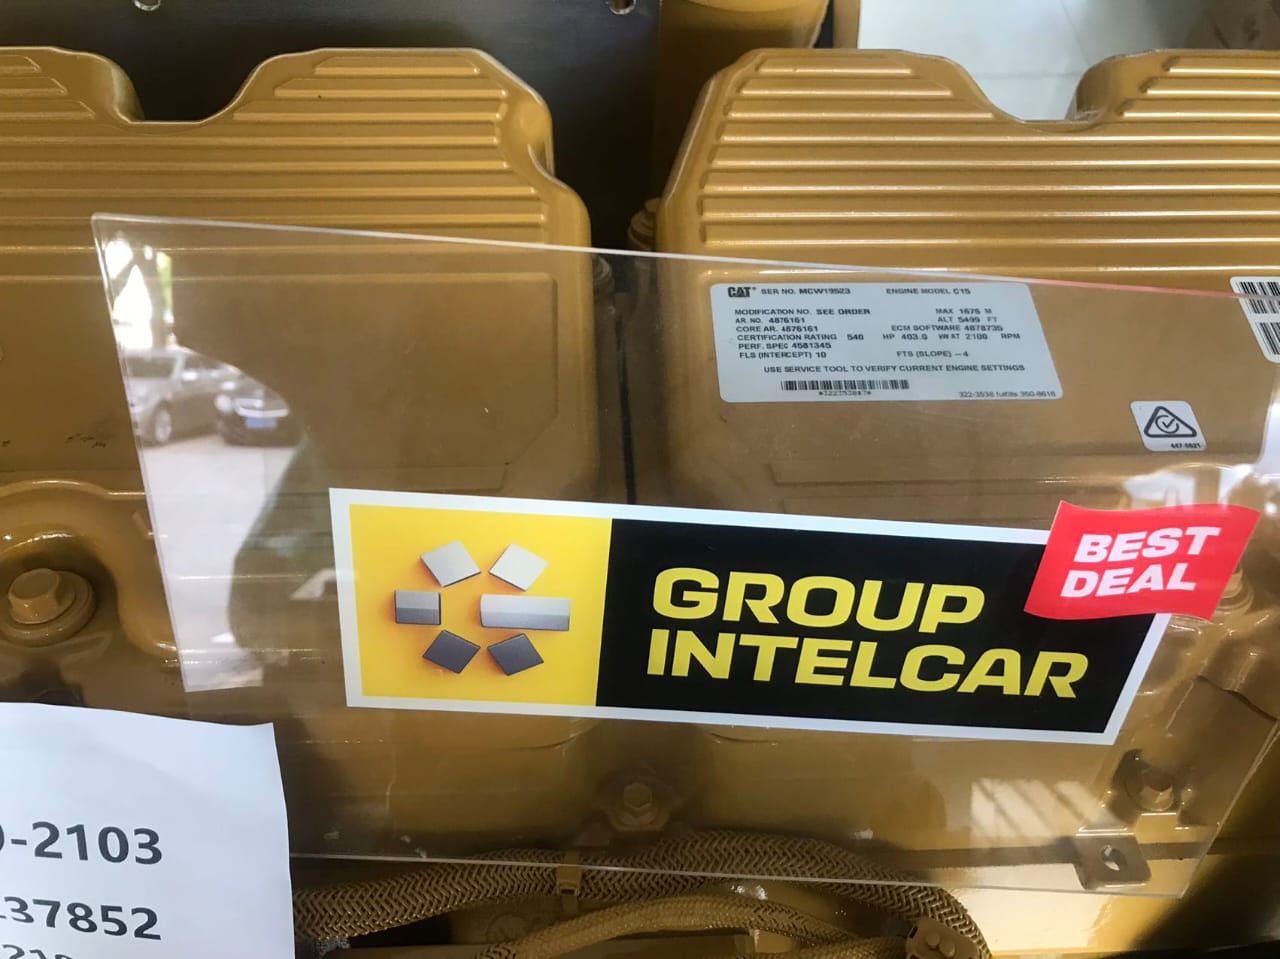 CAT® SER NO. MCW19523 ENGINE MODEL C15
MODIFICATION NO. SEE ORDER MAX 1676 M
AR. NO. 4876161 ALT 5499 FT
CORE AR. 4876161 ECM SOFTWARE 4878735
CERTIFICATION RATING 540 HP 403.0 kW AT 2100 RPM
PERF. SPEC 4581345
FLS (INTERCEPT) 10 FTS (SLOPE) —4
USE SERVICE TOOL TO VERIFY CURRENT ENGINE SETTINGS
322-3538 fulfills 350-8618
447-0521
BEST
DEAL
GROUP
INTELCAR
-2103
37852